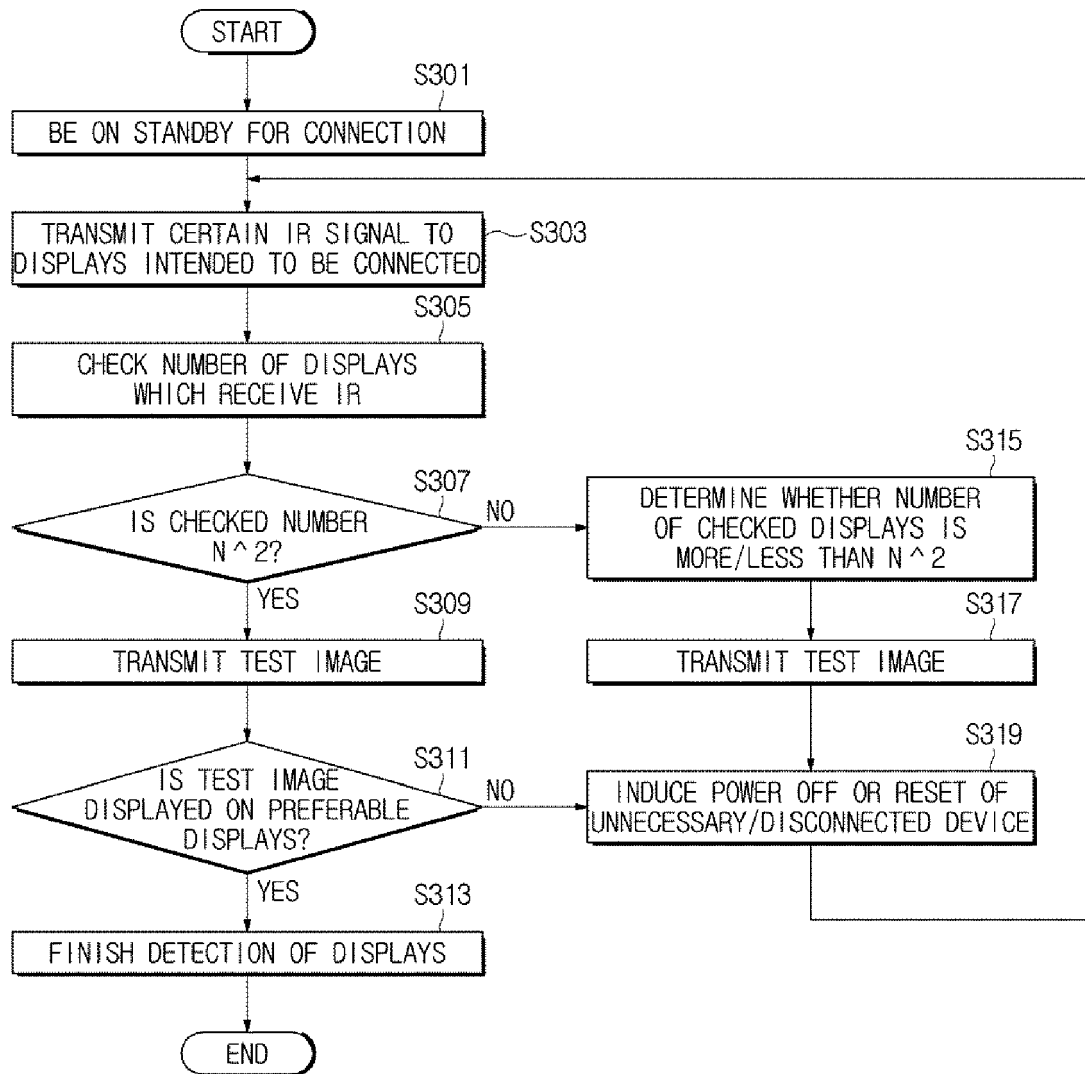 START
S301
BE ON STANDBY FOR CONNECTION
TRANSMIT CERTAIN IR SIGNAL TO
DISPLAYS INTENDED TO BE CONNECTED
S303
S305
CHECK NUMBER OF DISPLAYS
WHICH RECEIVE IR
S307
IS CHECKED NUMBER
N^2?
NO
YES
S315
DETERMINE WHETHER NUMBER
OF CHECKED DISPLAYS IS
MORE/LESS THAN N^2
S309
TRANSMIT TEST IMAGE
S317
TRANSMIT TEST IMAGE
S311
IS TEST IMAGE
DISPLAYED ON PREFERABLE
DISPLAYS?
NO
YES
S319
INDUCE POWER OFF OR RESET OF
UNNECESSARY/DISCONNECTED DEVICE
S313
FINISH DETECTION OF DISPLAYS
END